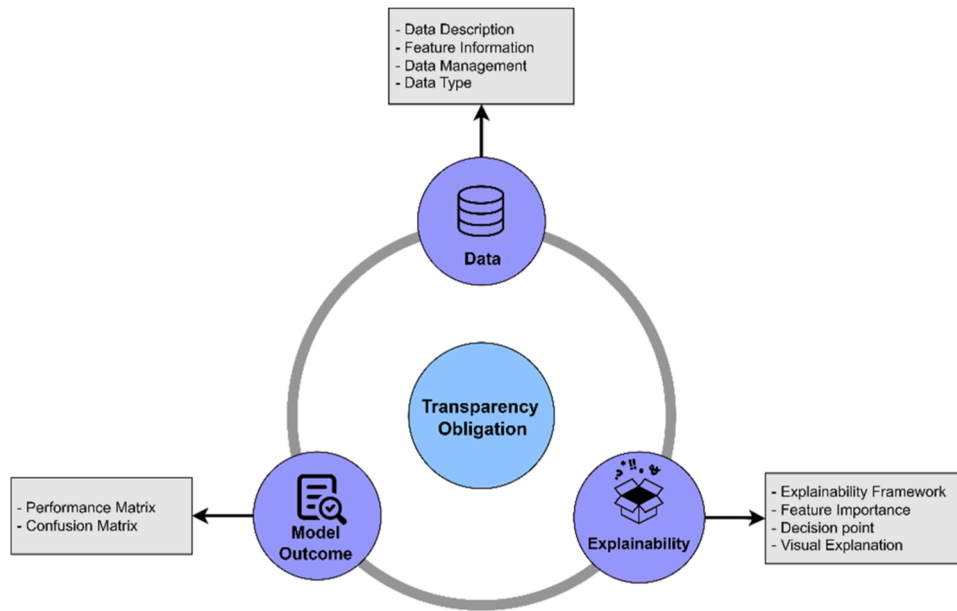 - Data Description
- Feature Information
- Data Management
- Data Type
Data
Transparency
Obligation
Model
Outcome
- Performance Matrix
- Confusion Matrix
?*!!*&
Explainability
- Explainability Framework
- Feature Importance
- Decision point
- Visual Explanation